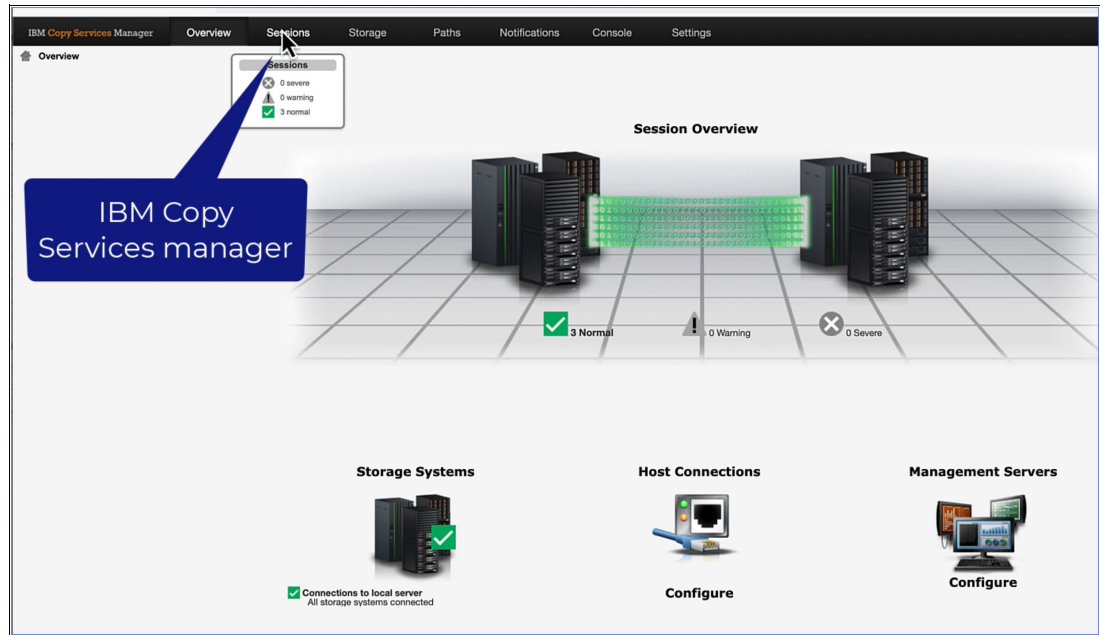 IBM Copy Services Manager Overview Sessions Storage Paths Notifications Console Settings
Overview
Sessions
0 severe
0 warning
3 normal
IBM Copy
Services manager
Session Overview
3 Normal 0 Warning 0 Severe
Storage Systems Host Connections Management Servers
Connections to local server
All storage systems connected
Configure
Configure